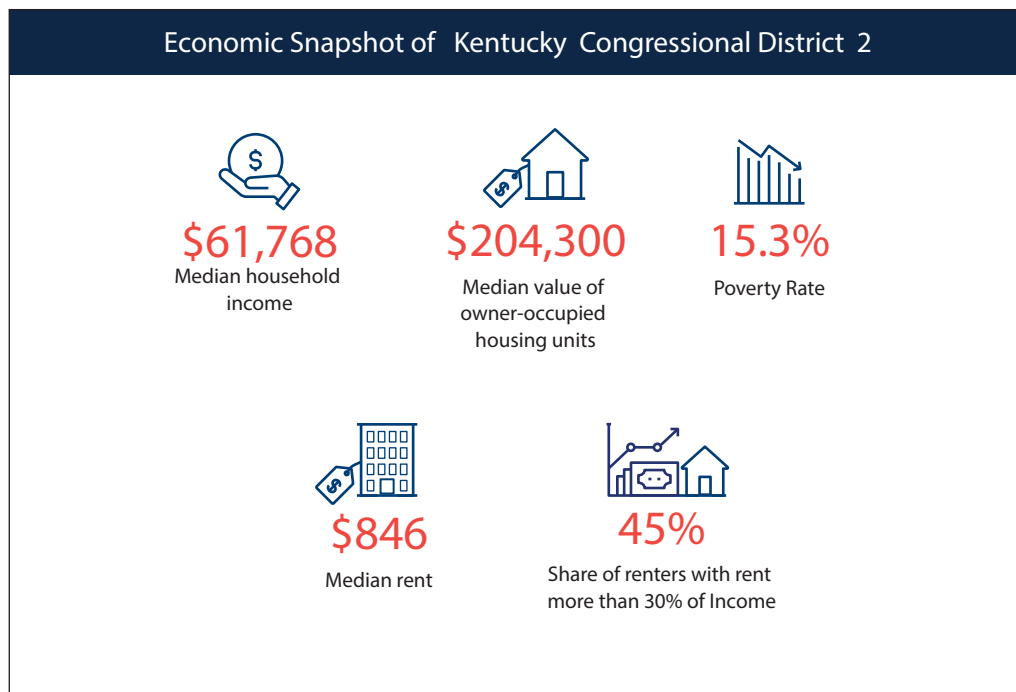 Economic Snapshot of Kentucky Congressional District 2
$
$
$61,768
Median household
income
$204,300
Median value of
owner-occupied
housing units
15.3%
Poverty Rate
$
$846
Median rent
45%
Share of renters with rent
more than 30% of Income